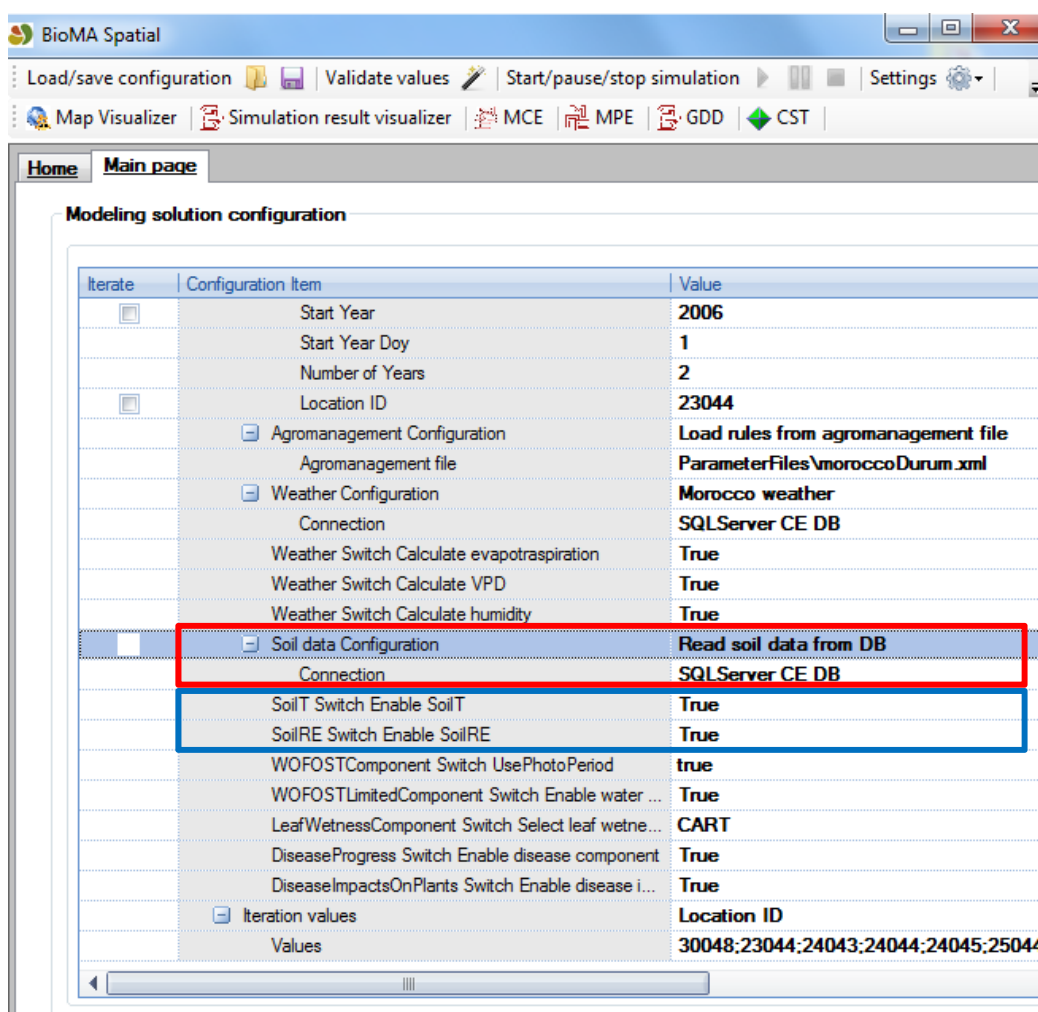 BioMA Spatial
Load/save configuration Validate values Start/pause/stop simulation Settings
Map Visualizer Simulation result visualizer MCE MPE GDD CST
Home Main page
Modeling solution configuration
Iterate Configuration Item Value
Start Year 2006
Start Year Doy 1
Number of Years 2
Location ID 23044
Agromanagement Configuration Load rules from agromanagement file
Agromanagement file ParameterFiles\moroccoDurum.xml
Weather Configuration Morocco weather
Connection SQLServer CE DB
Weather Switch Calculate evapotraspiration True
Weather Switch Calculate VPD True
Weather Switch Calculate humidity True
Soil data Configuration Read soil data from DB
Connection SQLServer CE DB
SoilT Switch Enable SoilT True
SoilRE Switch Enable SoilRE True
WOFOSTComponent Switch UsePhotoPeriod true
WOFOSTLimitedComponent Switch Enable water ... True
LeafWetnessComponent Switch Select leaf wetne... CART
DiseaseProgress Switch Enable disease component True
DiseaseImpactsOnPlants Switch Enable disease i... True
Iteration values Location ID
Values 30048;23044;24043;24044;24045;25044